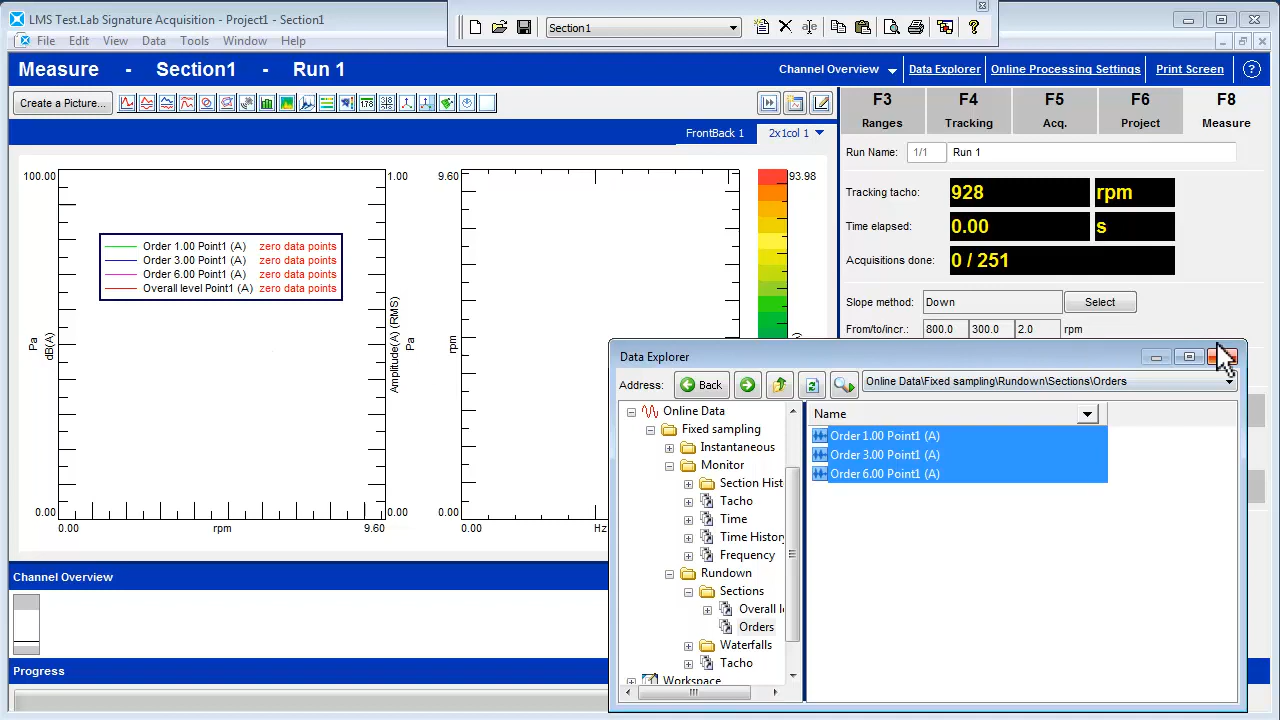 LMS Test.Lab Signature Acquisition - Project1 - Section1
Section1
File Edit View Data Tools Window Help
Measure - Section1 - Run 1
Channel Overview Data Explorer Online Processing Settings Print Screen
Create a Picture...
F3 F4 F5 F6 F8
Ranges Tracking Acq. Project Measure
FrontBack 1 2x1col 1
Run Name: 1/1 Run 1
100.00 1.00 9.60 93.98
Tracking tacho: 928 rpm
Time elapsed: 0.00 s
Acquisitions done: 0 / 251
Order 1.00 Point1 (A) zero data points
Order 3.00 Point1 (A) zero data points
Order 6.00 Point1 (A) zero data points
Overall level Point1 (A) zero data points
Slope method: Down Select
From/to/incr.: 800.0 300.0 2.0 rpm
Pa
dB(A)
Amplitude(A) (RMS)
Pa
rpm
0.00 0.00 0.00
0.00 rpm 9.60 0.00 Hz
Data Explorer
Address: Back Online Data\Fixed sampling\Rundown\Sections\Orders
Online Data
Fixed sampling
Instantaneous
Monitor
Section Hist
Tacho
Time
Time History
Frequency
Rundown
Sections
Overall l
Orders
Waterfalls
Tacho
Workspace
Name
Order 1.00 Point1 (A)
Order 3.00 Point1 (A)
Order 6.00 Point1 (A)
Channel Overview
Progress